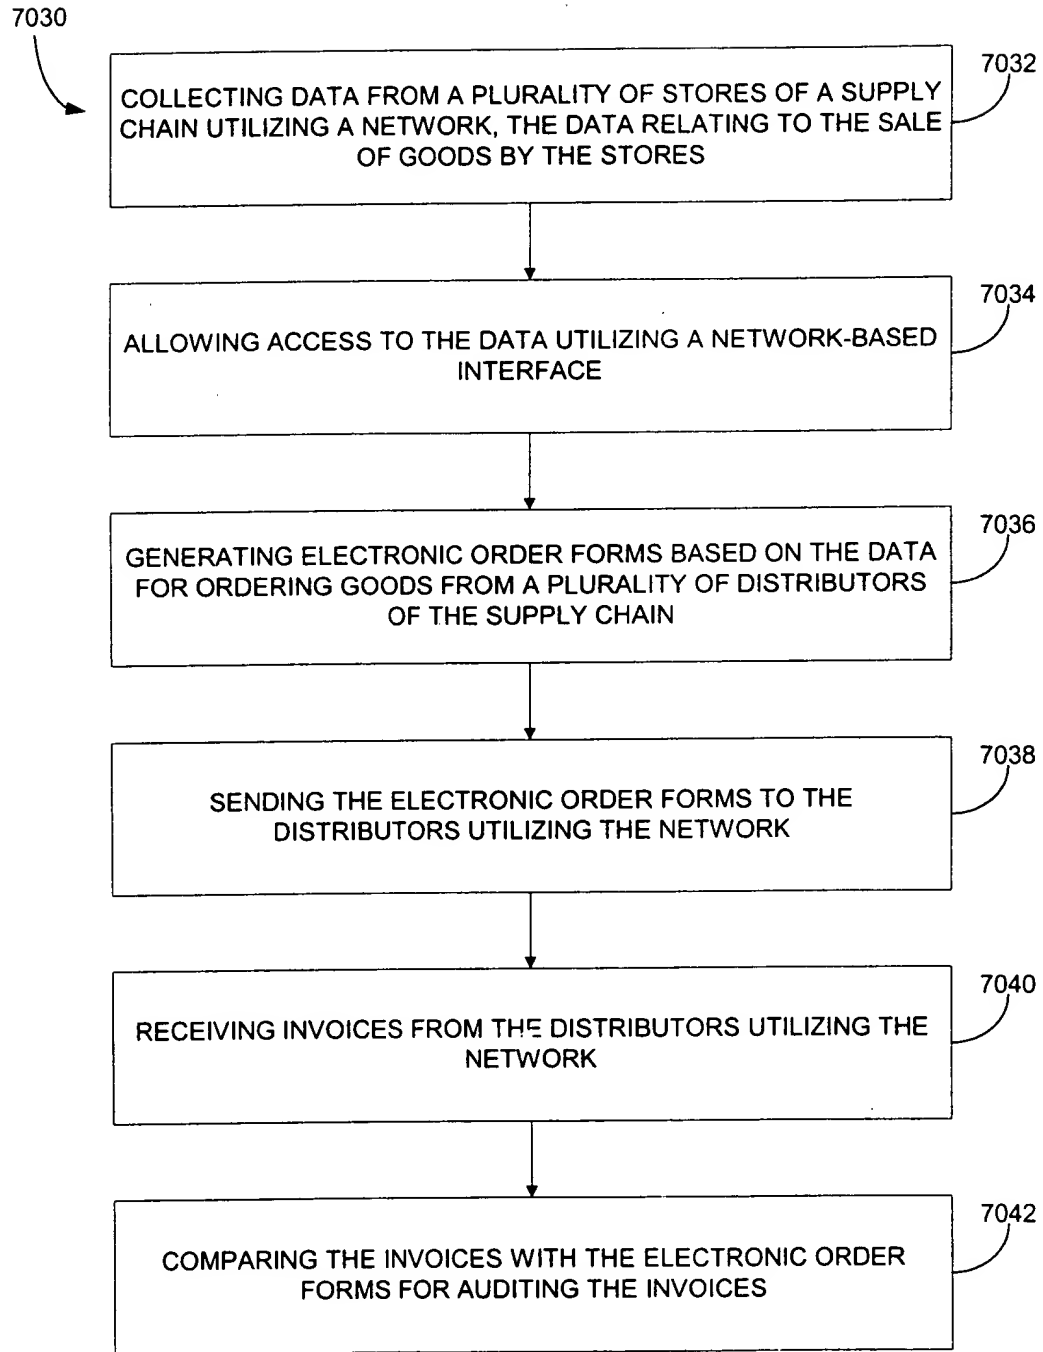 7030
7032
COLLECTING DATA FROM A PLURALITY OF STORES OF A SUPPLY
CHAIN UTILIZING A NETWORK, THE DATA RELATING TO THE SALE
OF GOODS BY THE STORES
7034
ALLOWING ACCESS TO THE DATA UTILIZING A NETWORK-BASED
INTERFACE
7036
GENERATING ELECTRONIC ORDER FORMS BASED ON THE DATA
FOR ORDERING GOODS FROM A PLURALITY OF DISTRIBUTORS
OF THE SUPPLY CHAIN
7038
SENDING THE ELECTRONIC ORDER FORMS TO THE
DISTRIBUTORS UTILIZING THE NETWORK
7040
RECEIVING INVOICES FROM THE DISTRIBUTORS UTILIZING THE
NETWORK
7042
COMPARING THE INVOICES WITH THE ELECTRONIC ORDER
FORMS FOR AUDITING THE INVOICES